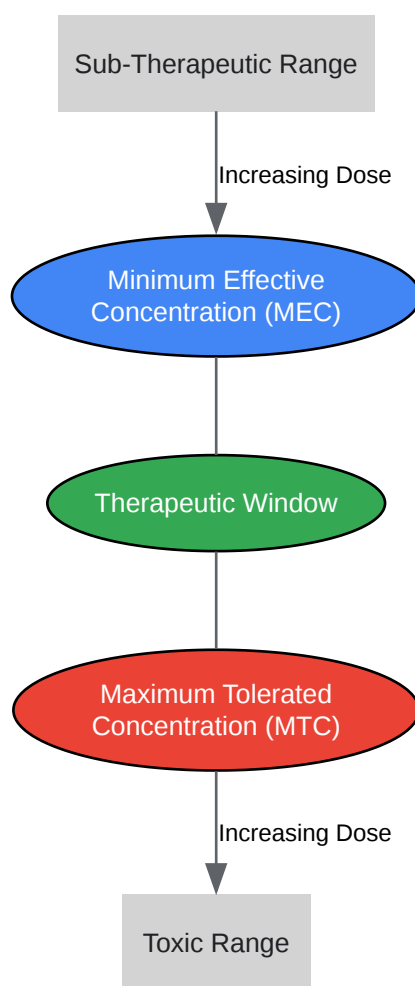 Sub-Therapeutic Range
Increasing Dose
Minimum Effective
Concentration (MEC)
Therapeutic Window
Maximum Tolerated
Concentration (MTC)
Increasing Dose
Toxic Range